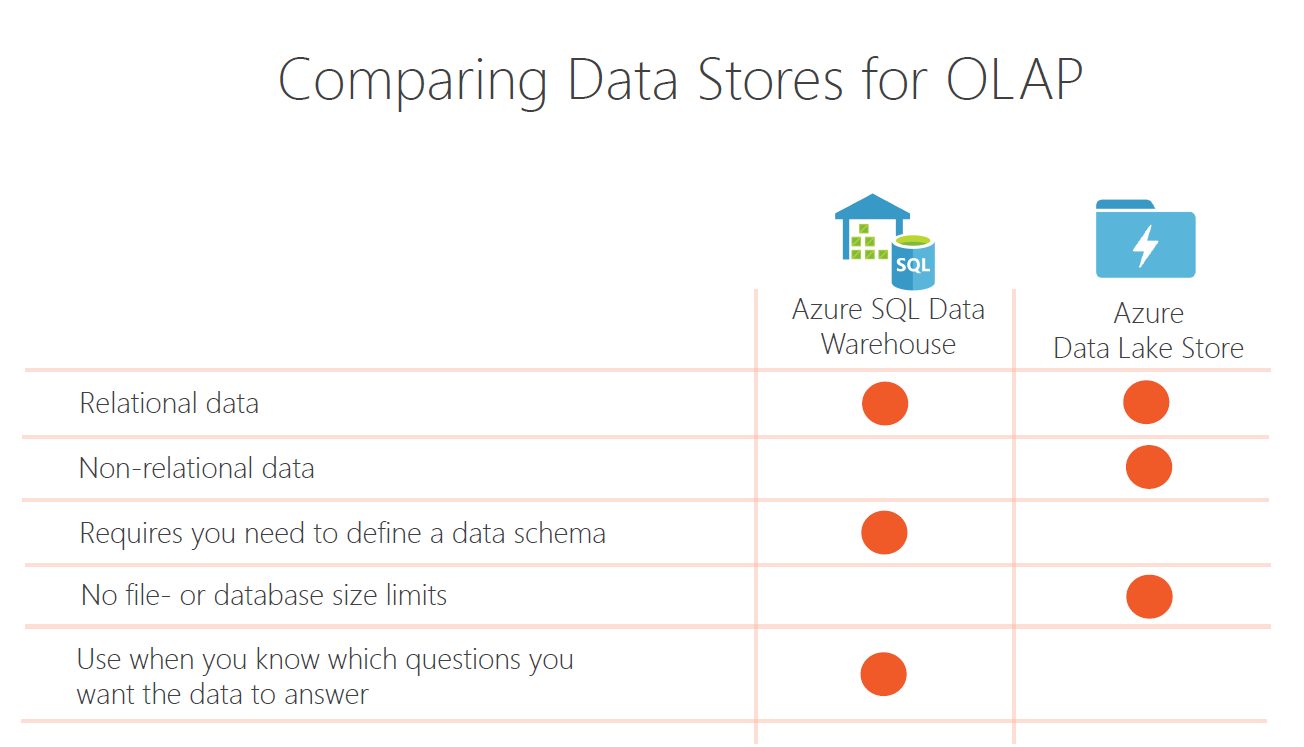 Comparing Data Stores for OLAP
SQL
Azure SQL Data
Warehouse
Azure
Data Lake Store
Relational data
Non-relational data
Requires you need to define a data schema
No file- or database size limits
Use when you know which questions you
want the data to answer